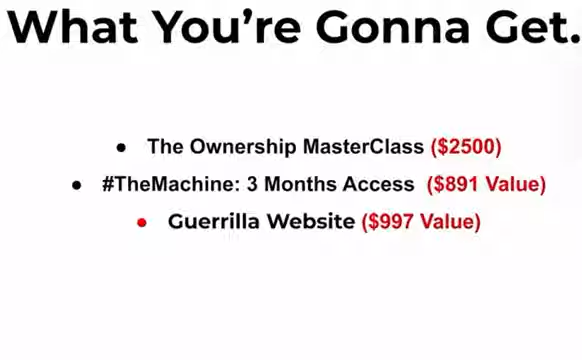 What You’re Gonna Get.
● The Ownership MasterClass ($2500)
● #TheMachine: 3 Months Access ($891 Value)
● Guerrilla Website ($997 Value)